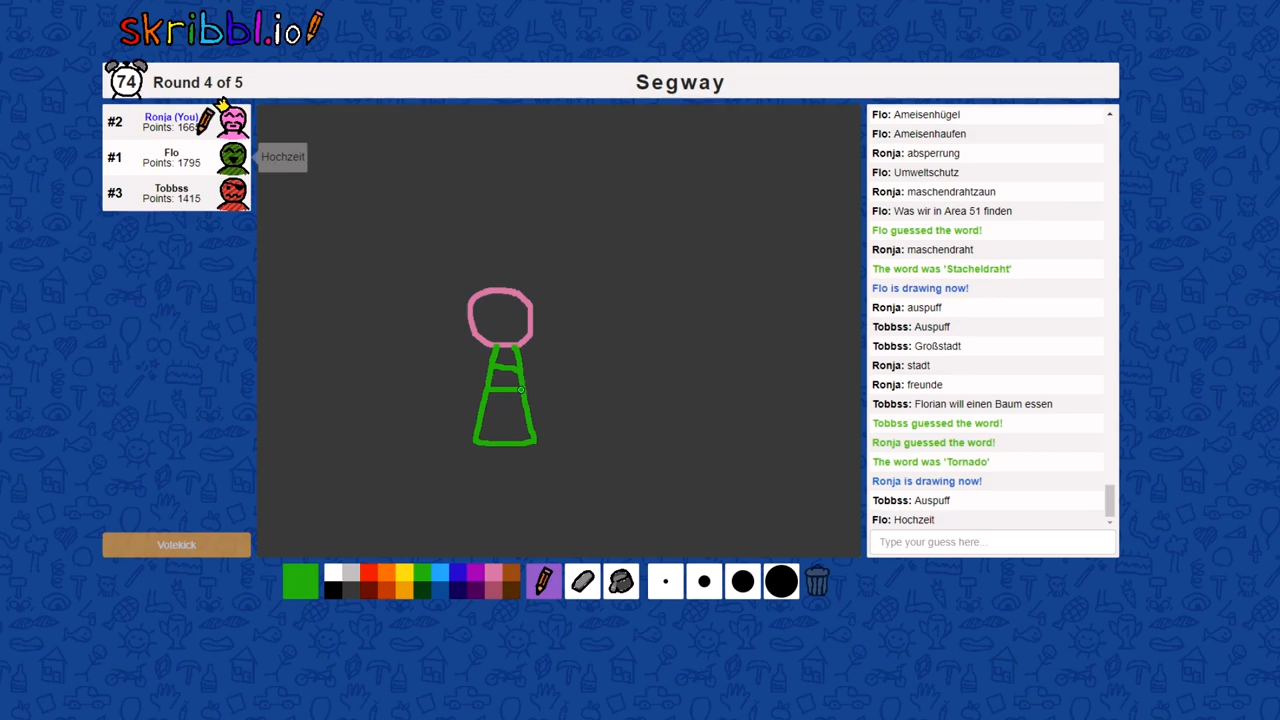 skribbl.io
74
Round 4 of 5
Segway
#2
Ronja (You)
Points: 1665
#1
Flo
Points: 1795
Hochzeit
#3
Tobbss
Points: 1415
Votekick
Flo: Ameisenhügel
Flo: Ameisenhaufen
Ronja: absperrung
Flo: Umweltschutz
Ronja: maschendrahtzaun
Flo: Was wir in Area 51 finden
Flo guessed the word!
Ronja: maschendraht
The word was 'Stacheldraht'
Flo is drawing now!
Ronja: auspuff
Tobbss: Auspuff
Tobbss: Großstadt
Ronja: stadt
Ronja: freunde
Tobbss: Florian will einen Baum essen
Tobbss guessed the word!
Ronja guessed the word!
The word was 'Tornado'
Ronja is drawing now!
Tobbss: Auspuff
Flo: Hochzeit
Type your guess here...